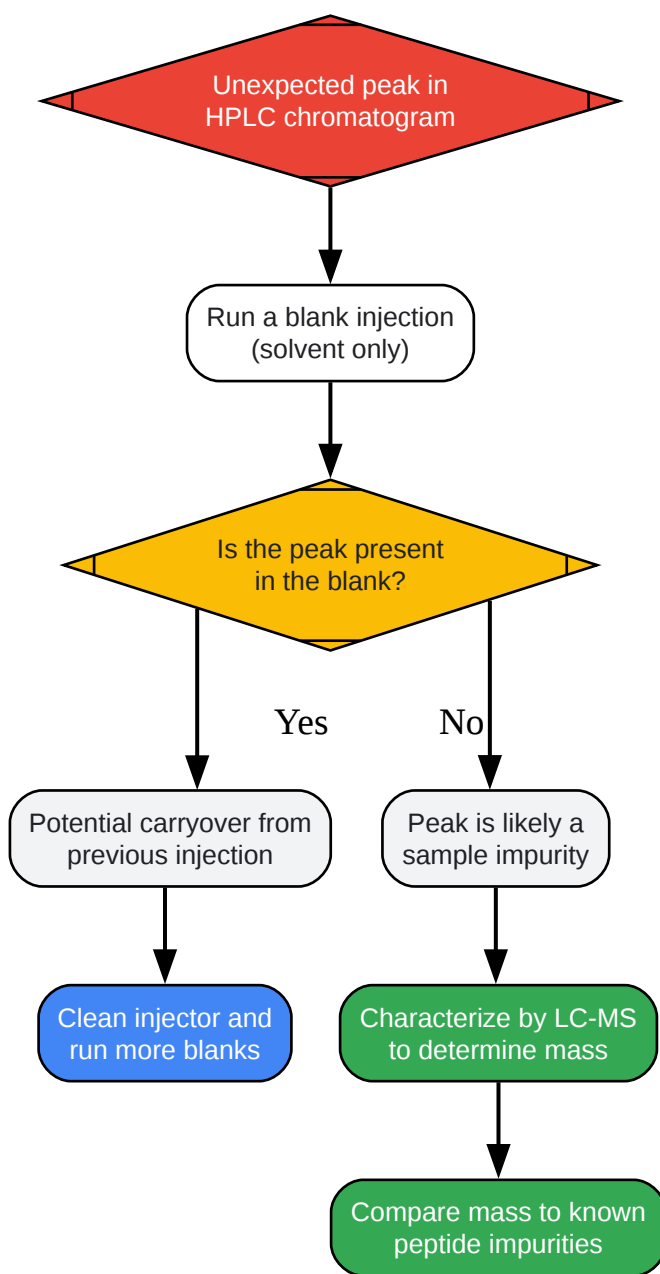 Unexpected peak in
HPLC chromatogram
Run a blank injection
(solvent only)
Is the peak present
in the blank?
Yes
No
Potential carryover from
previous injection
Peak is likely a
sample impurity
Clean injector and
run more blanks
Characterize by LC-MS
to determine mass
Compare mass to known
peptide impurities